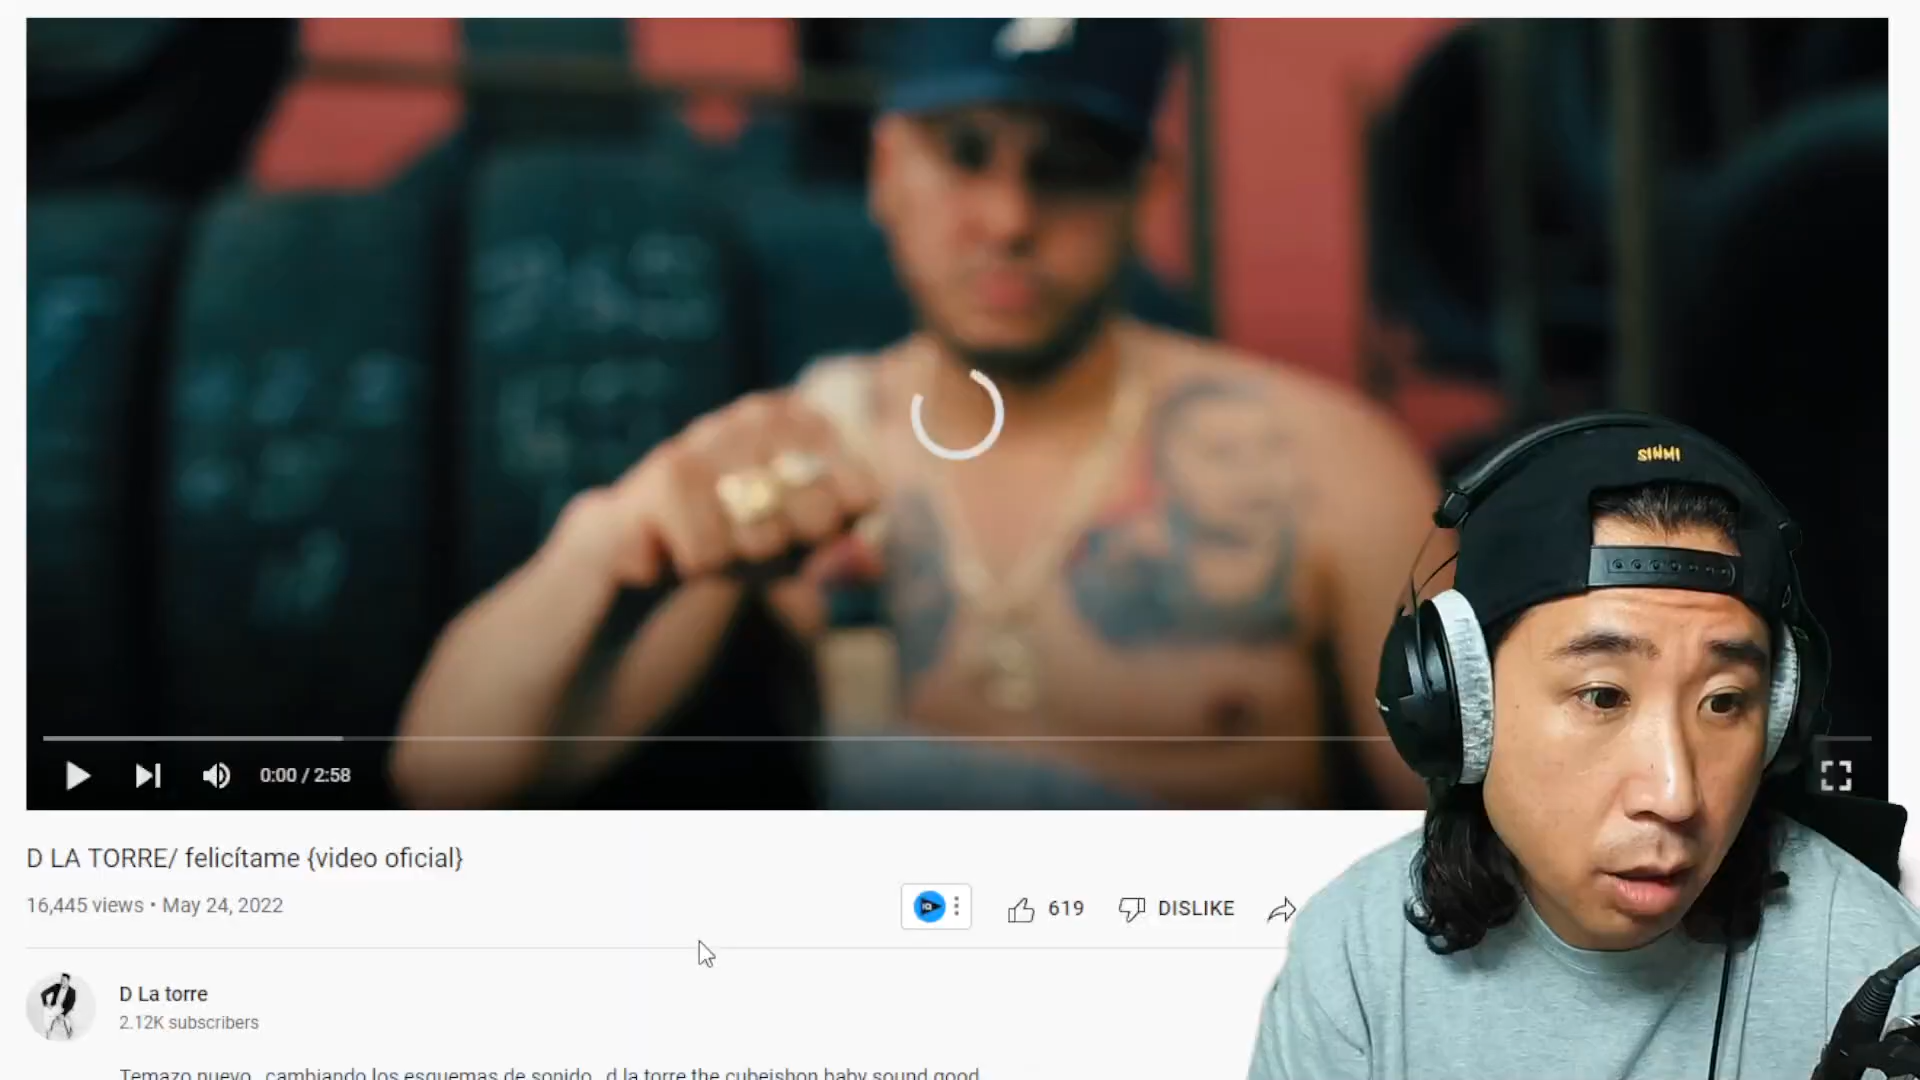 SINMI
0:00 / 2:58
D LA TORRE/ felicítame {video oficial}
16,445 views • May 24, 2022
619 DISLIKE
D La torre
2.12K subscribers
Temazo nuevo cambiando los esquemas de sonido d la torre the cubeishon baby sound good